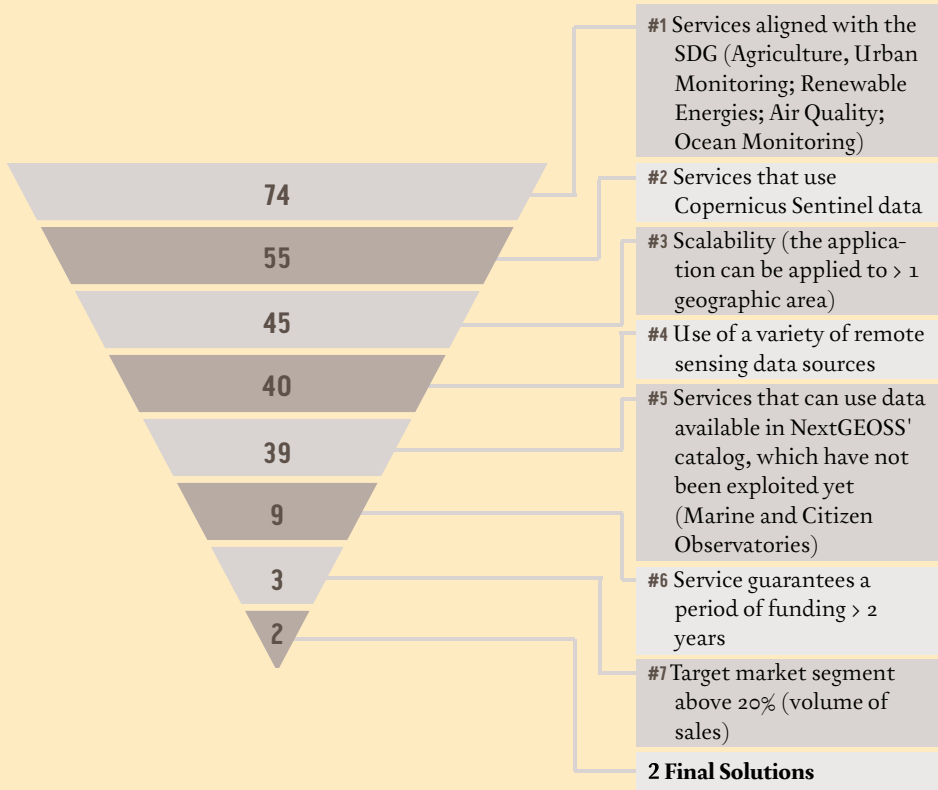 74
55
45
40
39
9
3
2
#1 Services aligned with the
SDG (Agriculture, Urban
Monitoring; Renewable
Energies; Air Quality;
Ocean Monitoring)
#2 Services that use
Copernicus Sentinel data
#3 Scalability (the applica-
tion can be applied to > 1
geographic area)
#4 Use of a variety of remote
sensing data sources
#5 Services that can use data
available in NextGEOSS'
catalog, which have not
been exploited yet
(Marine and Citizen
Observatories)
#6 Service guarantees a
period of funding > 2
years
#7 Target market segment
above 20% (volume of
sales)
2 Final Solutions